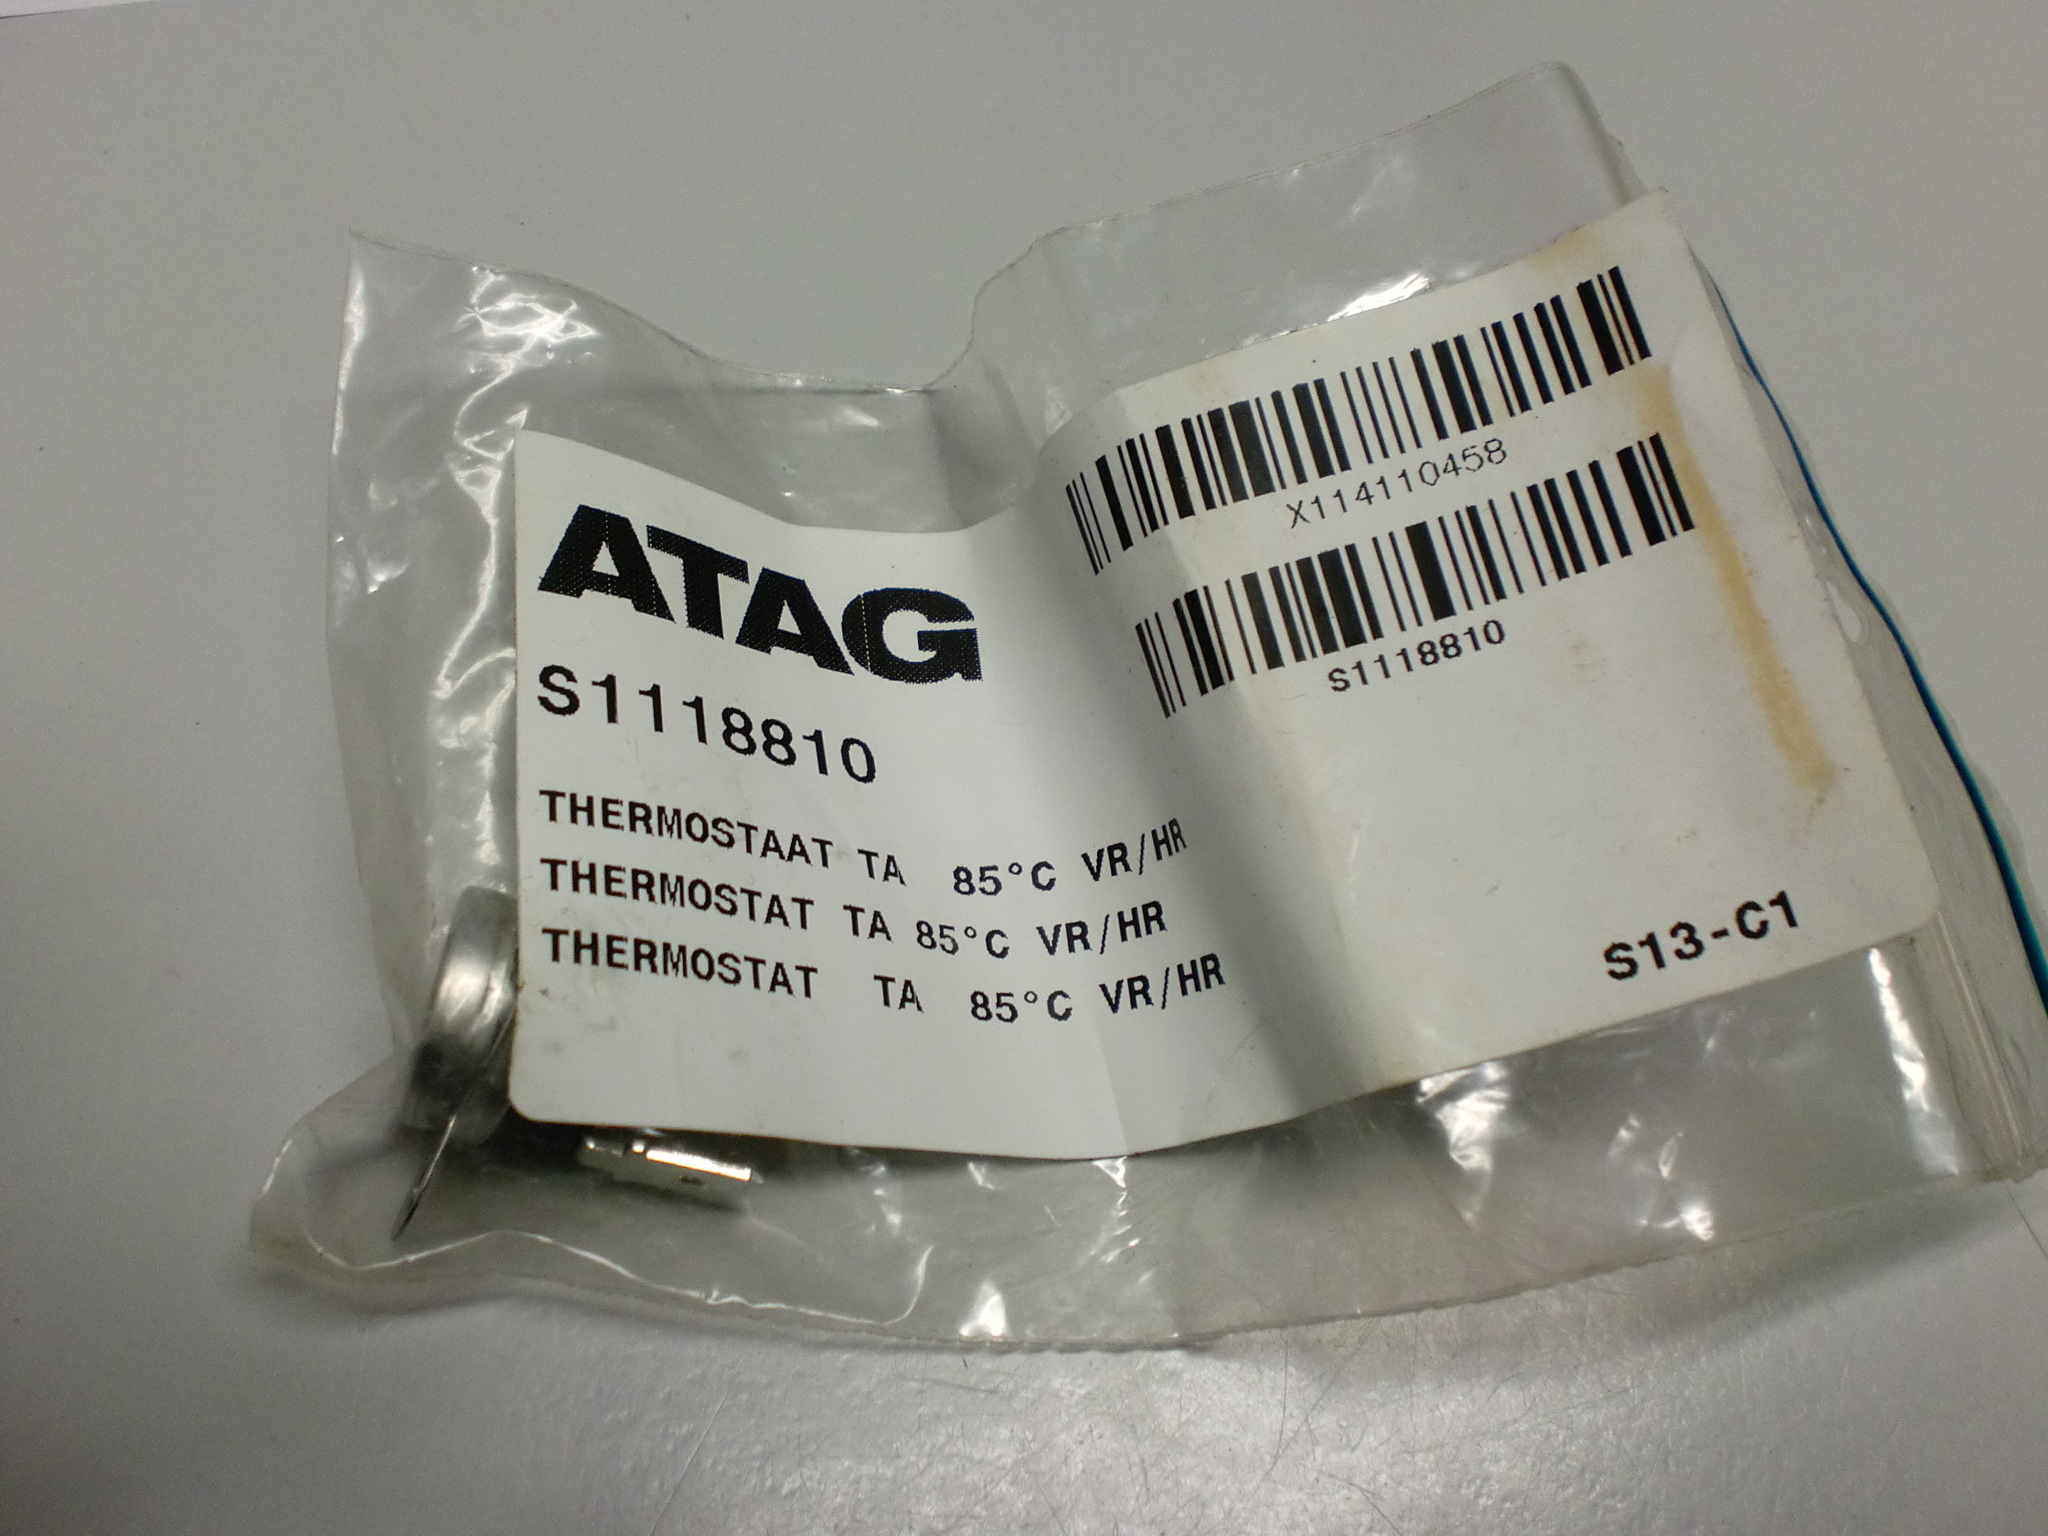 ATAG
S1118810
THERMOSTAAT TA 85°C VR/HR
THERMOSTAT TA 85°C VR/HR
THERMOSTAT TA 85°C VR/HR
X114110458
S1118810
S13-C1